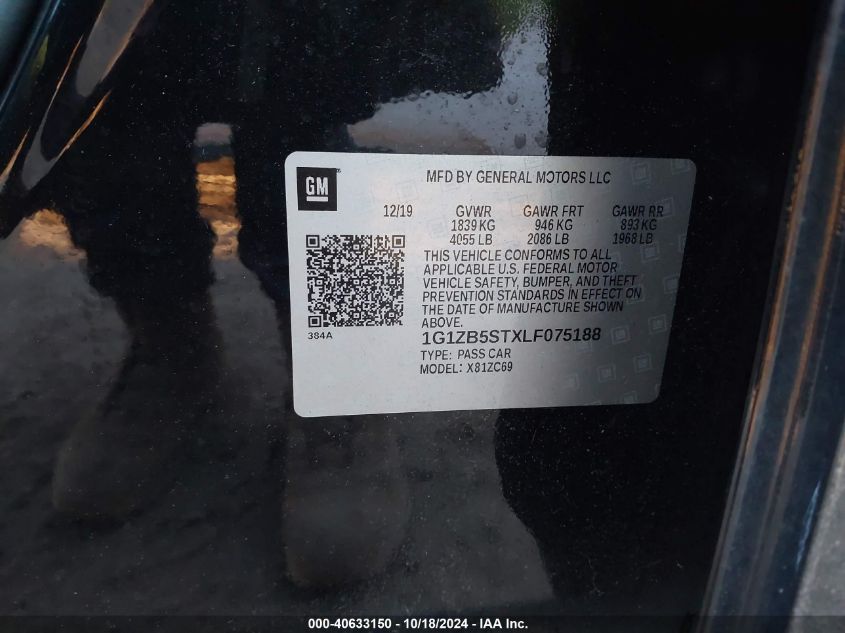 GM
MFD BY GENERAL MOTORS LLC
12/19 GVWR GAWR FRT GAWR RR
1839 KG 946 KG 893 KG
4055 LB 2086 LB 1968 LB
THIS VEHICLE CONFORMS TO ALL
APPLICABLE U.S. FEDERAL MOTOR
VEHICLE SAFETY, BUMPER, AND THEFT
PREVENTION STANDARDS IN EFFECT ON
THE DATE OF MANUFACTURE SHOWN
ABOVE.
384A
1G1ZB5STXLF075188
TYPE: PASS CAR
MODEL: X81ZC69
000-40633150 - 10/18/2024 - IAA Inc.